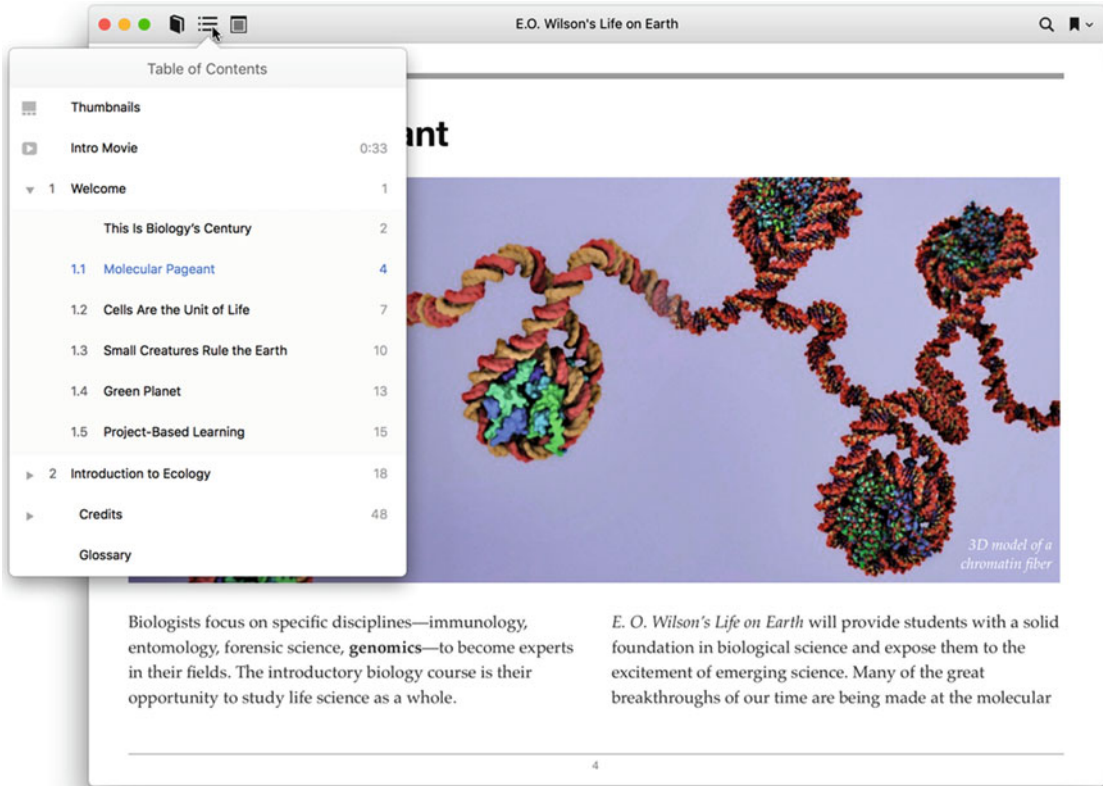 E.O. Wilson's Life on Earth
Table of Contents
Thumbnails
Intro Movie 0:33
1 Welcome 1
This Is Biology's Century 2
1.1 Molecular Pageant 4
1.2 Cells Are the Unit of Life 7
1.3 Small Creatures Rule the Earth 10
1.4 Green Planet 13
1.5 Project-Based Learning 15
2 Introduction to Ecology 18
Credits 48
Glossary
ant
3D model of a
chromatin fiber
Biologists focus on specific disciplines—immunology,
entomology, forensic science, genomics—to become experts
in their fields. The introductory biology course is their
opportunity to study life science as a whole.
E. O. Wilson's Life on Earth will provide students with a solid
foundation in biological science and expose them to the
excitement of emerging science. Many of the great
breakthroughs of our time are being made at the molecular
4